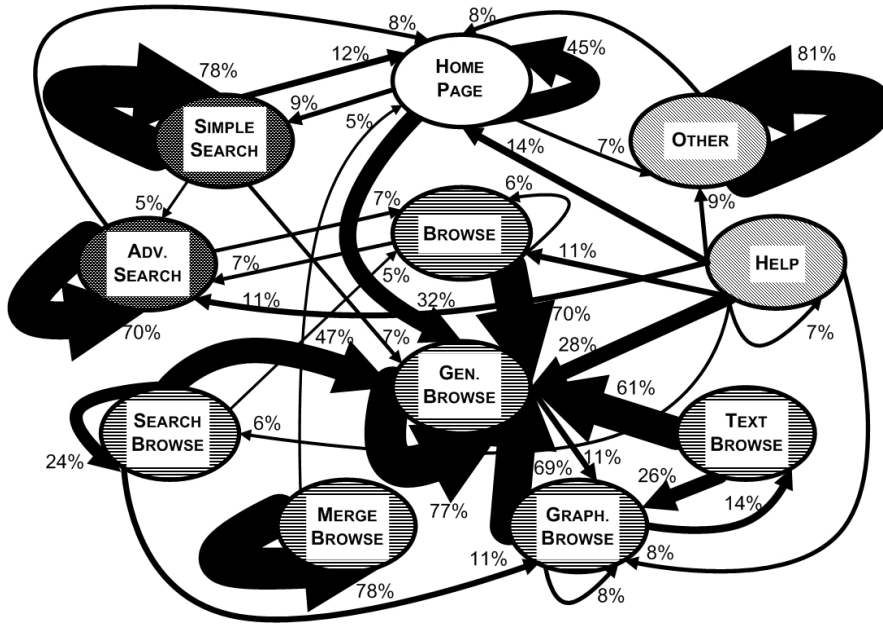 8%
8%
78%
12%
HOME
PAGE
45%
81%
9%
SIMPLE
SEARCH
5%
14%
7%
OTHER
5%
7%
6%
9%
BROWSE
ADV.
SEARCH
7%
5%
11%
HELP
11%
32%
70%
70%
47%
7%
28%
7%
GEN.
BROWSE
61%
SEARCH
BROWSE
6%
TEXT
BROWSE
24%
69%
11%
26%
77%
14%
MERGE
BROWSE
GRAPH.
BROWSE
11%
8%
78%
8%